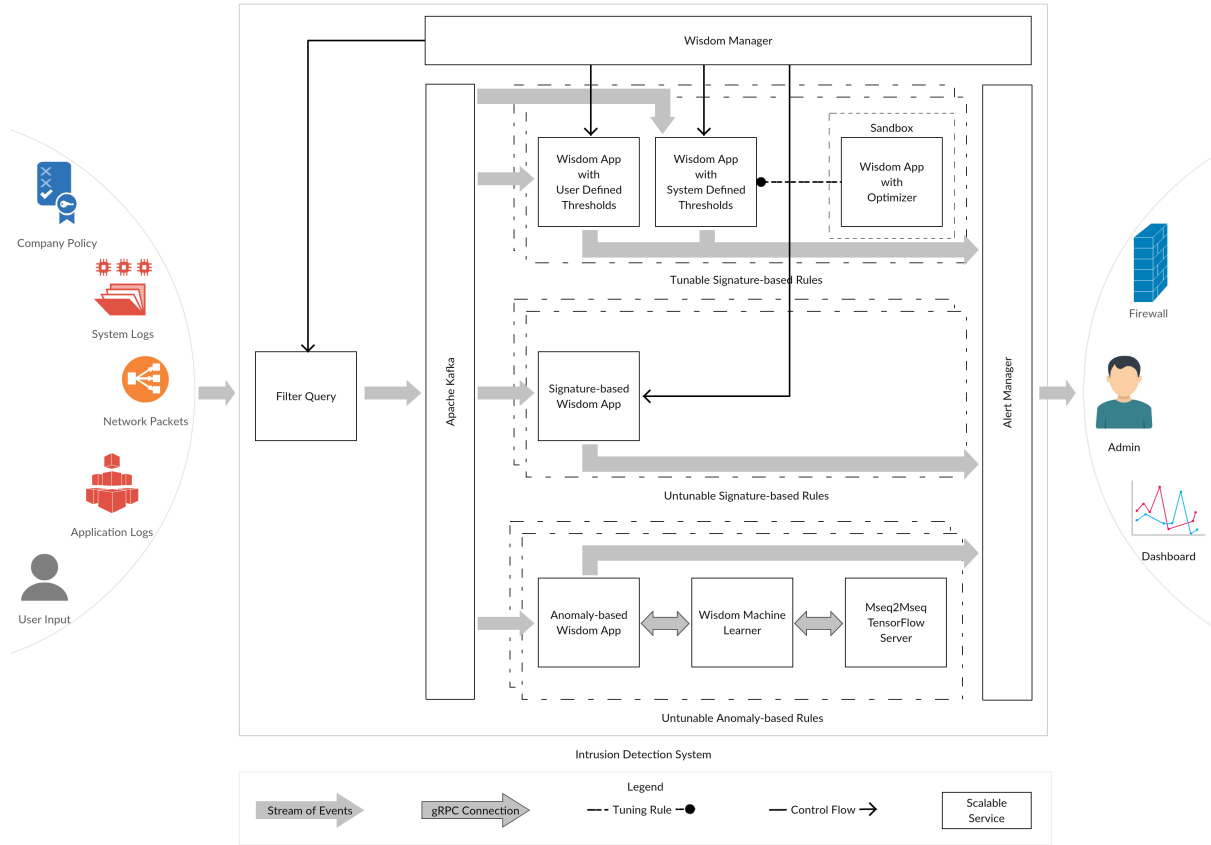 Wisdom Manager
Company Policy
System Logs
Network Packets
Application Logs
User Input
Filter Query
Apache Kafka
Wisdom App
with
User Defined
Thresholds
Wisdom App
with
System Defined
Thresholds
Sandbox
Wisdom App
with
Optimizer
Tunable Signature-based Rules
Signature-based
Wisdom App
Untunable Signature-based Rules
Anomaly-based
Wisdom App
Wisdom Machine
Learner
Mseq2Mseq
TensorFlow
Server
Untunable Anomaly-based Rules
Alert Manager
Firewall
Admin
Dashboard
Intrusion Detection System
Legend
Stream of Events
gRPC Connection
Tuning Rule
Control Flow
Scalable
Service